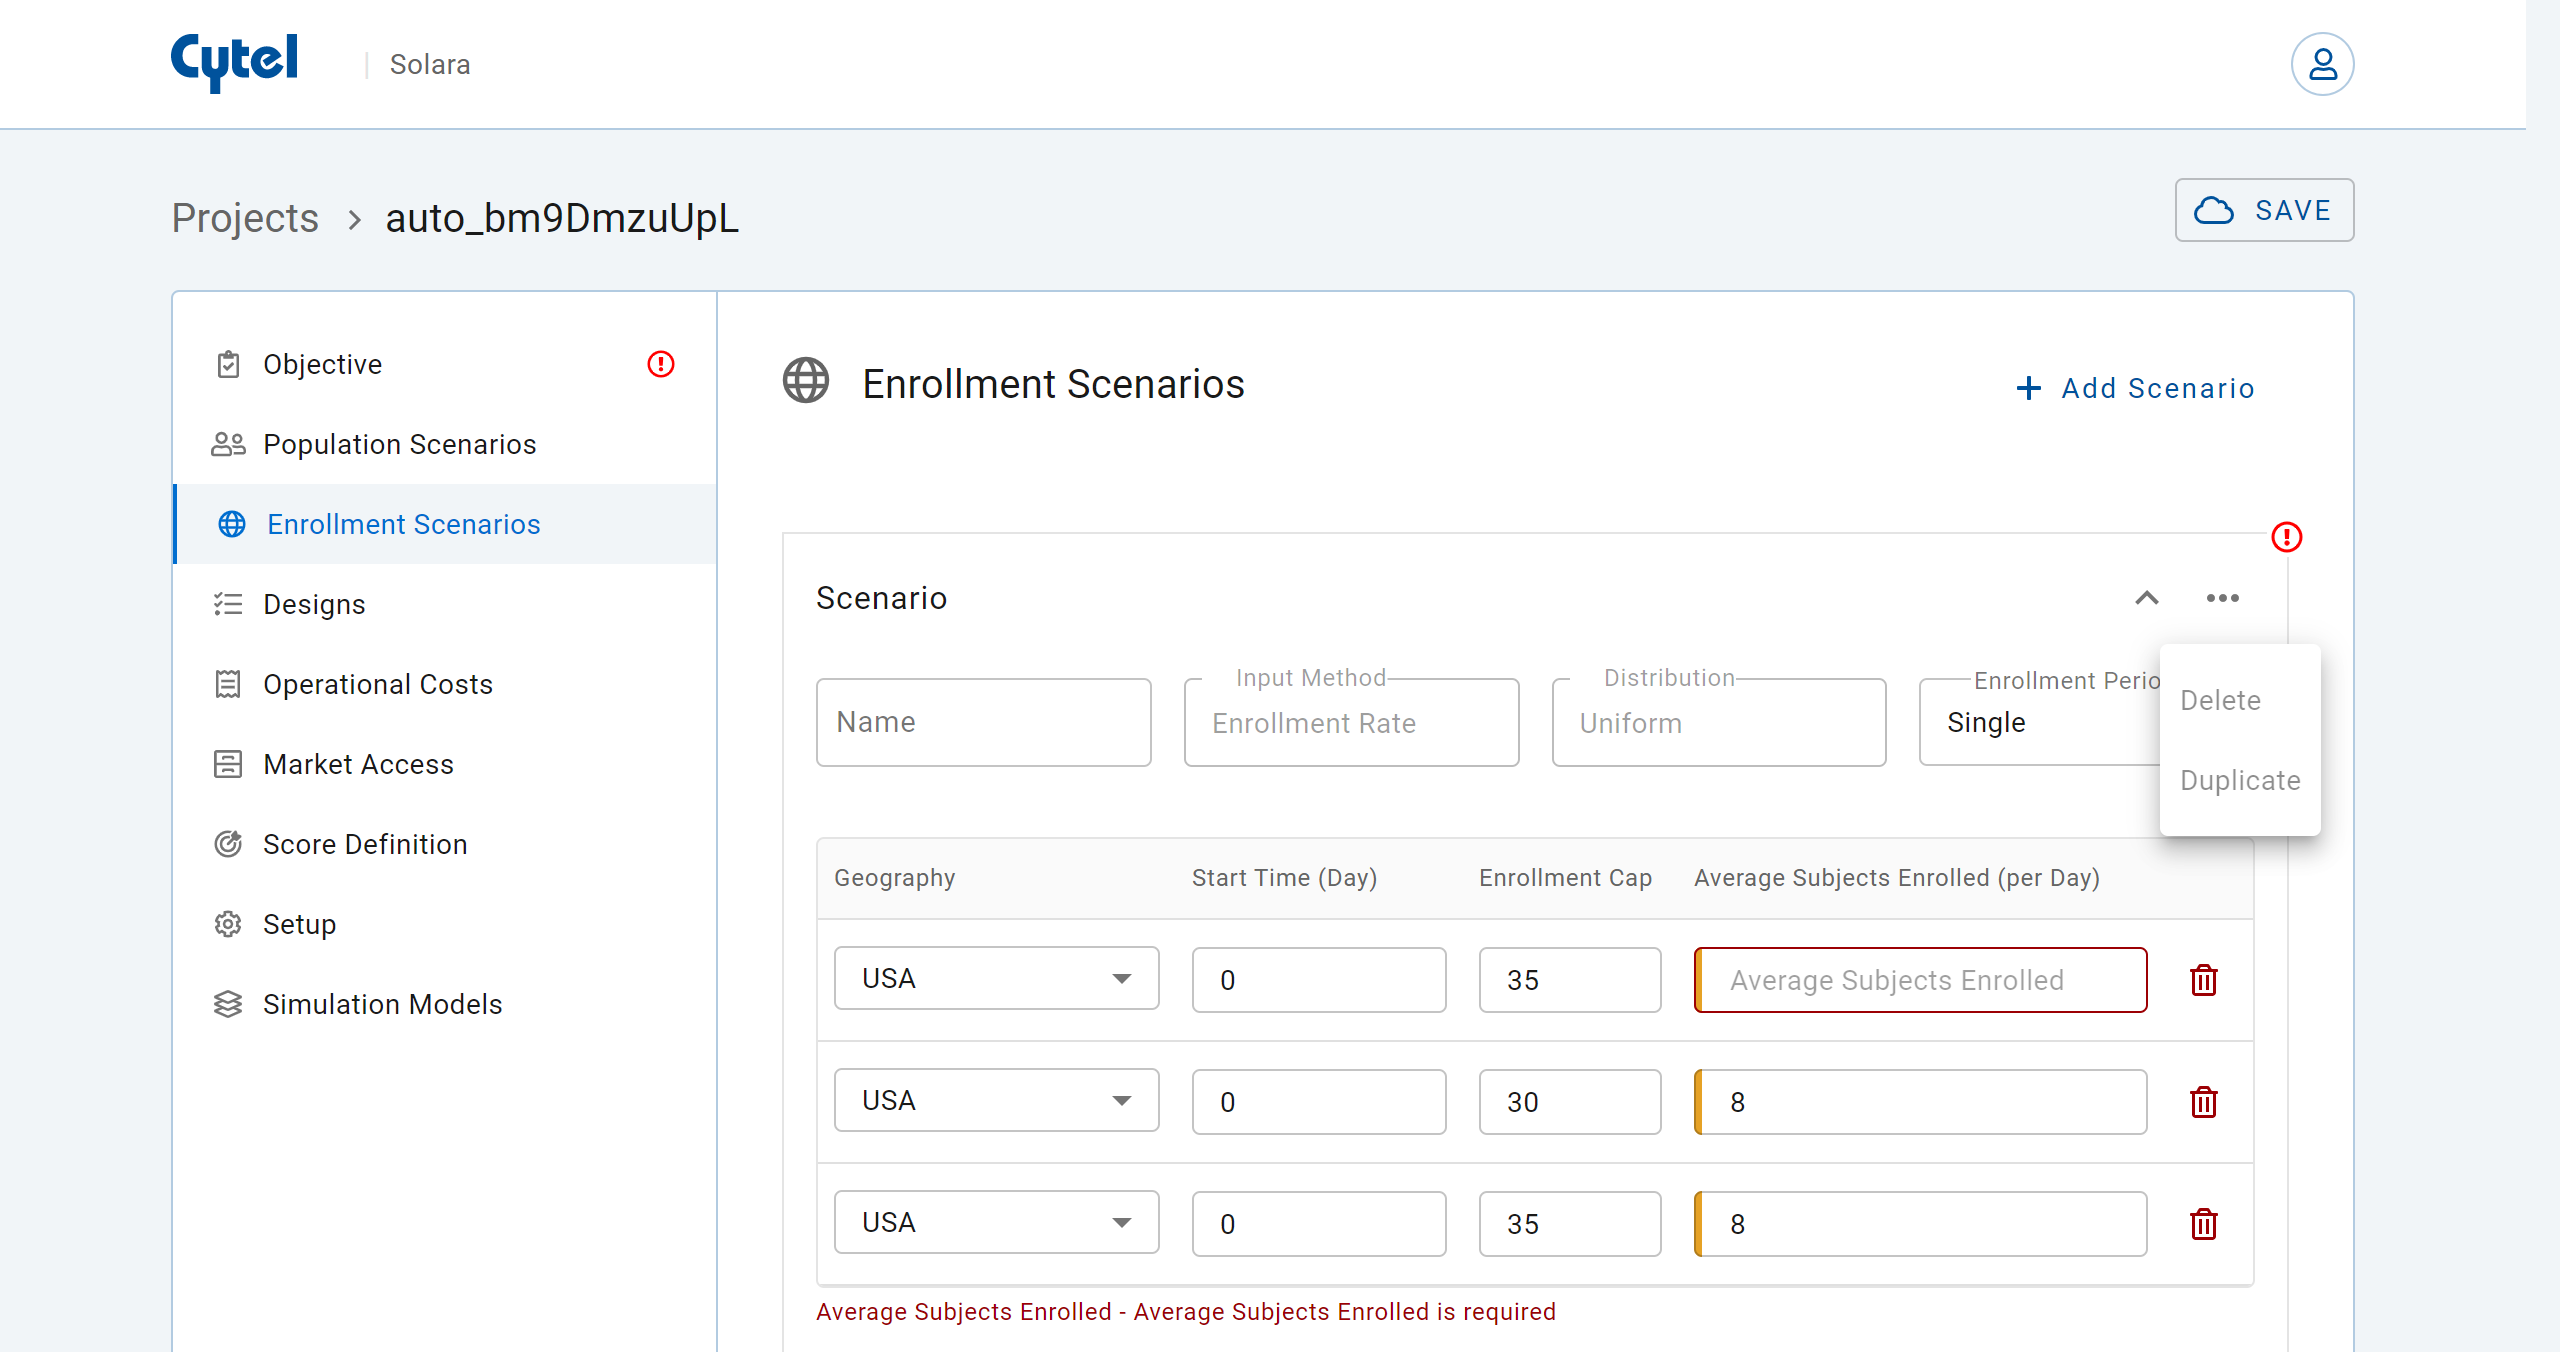 Cytel | Solara
Projects > auto_bm9DmzuUpL
SAVE
Objective
Population Scenarios
Enrollment Scenarios
Designs
Operational Costs
Market Access
Score Definition
Setup
Simulation Models
Enrollment Scenarios
+ Add Scenario
Scenario
Name
Input Method
Enrollment Rate
Distribution
Uniform
Enrollment Perio
Single
Delete
Duplicate
Geography Start Time (Day) Enrollment Cap Average Subjects Enrolled (per Day)
USA 0 35 Average Subjects Enrolled
USA 0 30 8
USA 0 35 8
Average Subjects Enrolled - Average Subjects Enrolled is required